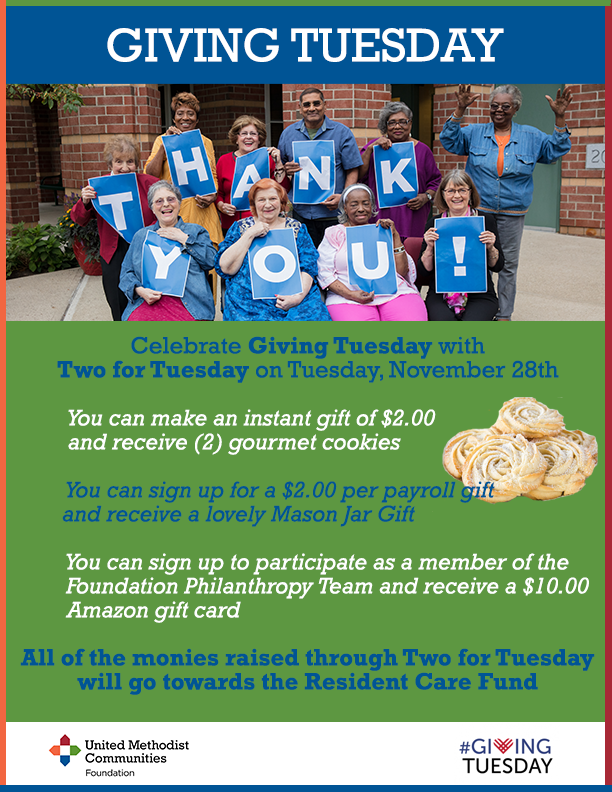 GIVING TUESDAY
THANK
YOU!
20
Celebrate Giving Tuesday with
Two for Tuesday on Tuesday, November 28th
You can make an instant gift of $2.00
and receive (2) gourmet cookies
You can sign up for a $2.00 per payroll gift
and receive a lovely Mason Jar Gift
You can sign up to participate as a member of the
Foundation Philanthropy Team and receive a $10.00
Amazon gift card
All of the monies raised through Two for Tuesday
will go towards the Resident Care Fund
United Methodist
Communities
Foundation
#GIVING
TUESDAY